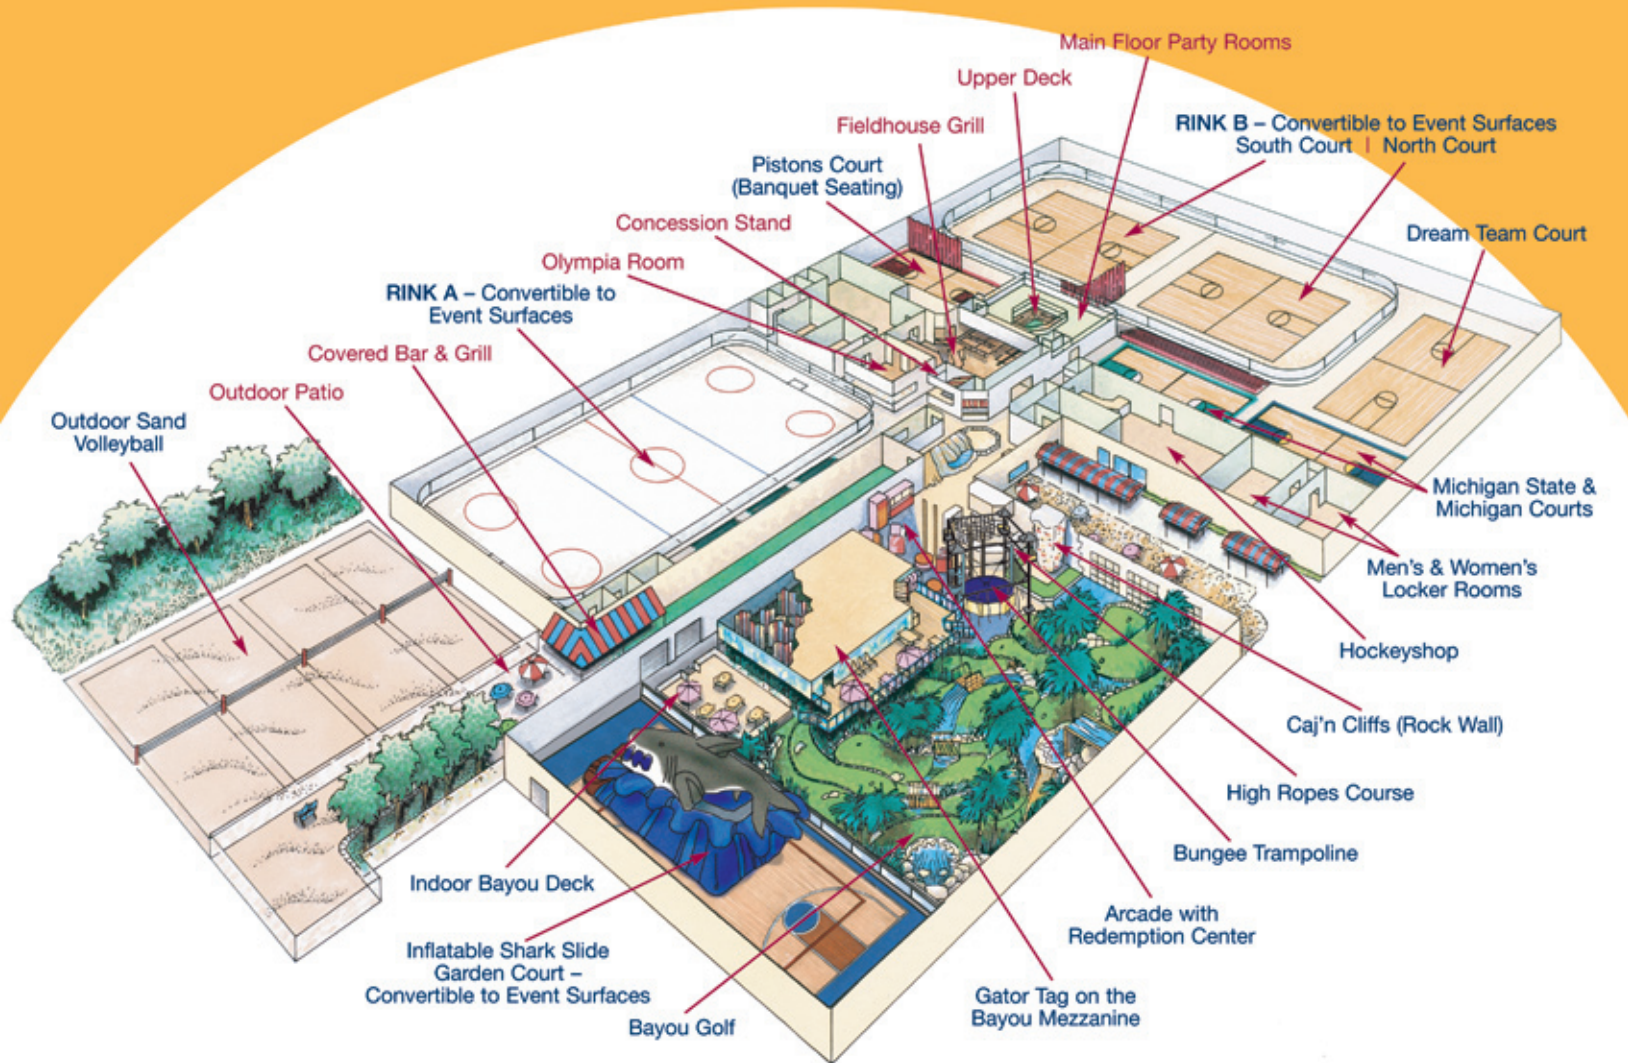 Main Floor Party Rooms
Upper Deck
Fieldhouse Grill
RINK B – Convertible to Event Surfaces
South Court | North Court
Pistons Court
(Banquet Seating)
Concession Stand
Dream Team Court
Olympia Room
RINK A – Convertible to
Event Surfaces
Covered Bar & Grill
Outdoor Patio
Outdoor Sand
Volleyball
Michigan State &
Michigan Courts
Men's & Women's
Locker Rooms
Hockeyshop
Caj'n Cliffs (Rock Wall)
High Ropes Course
Bungee Trampoline
Indoor Bayou Deck
Arcade with
Redemption Center
Inflatable Shark Slide
Garden Court –
Convertible to Event Surfaces
Gator Tag on the
Bayou Mezzanine
Bayou Golf